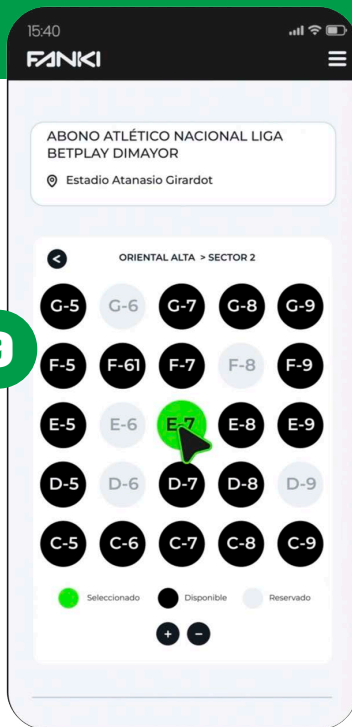 15:40
FANKI
ABONO ATLÉTICO NACIONAL LIGA
BETPLAY DIMAYOR
Estadio Atanasio Girardot
ORIENTAL ALTA > SECTOR 2
G-5 G-6 G-7 G-8 G-9
F-5 F-61 F-7 F-8 F-9
E-5 E-6 E-7 E-8 E-9
D-5 D-6 D-7 D-8 D-9
C-5 C-6 C-7 C-8 C-9
Seleccionado Disponible Reservado
+ -